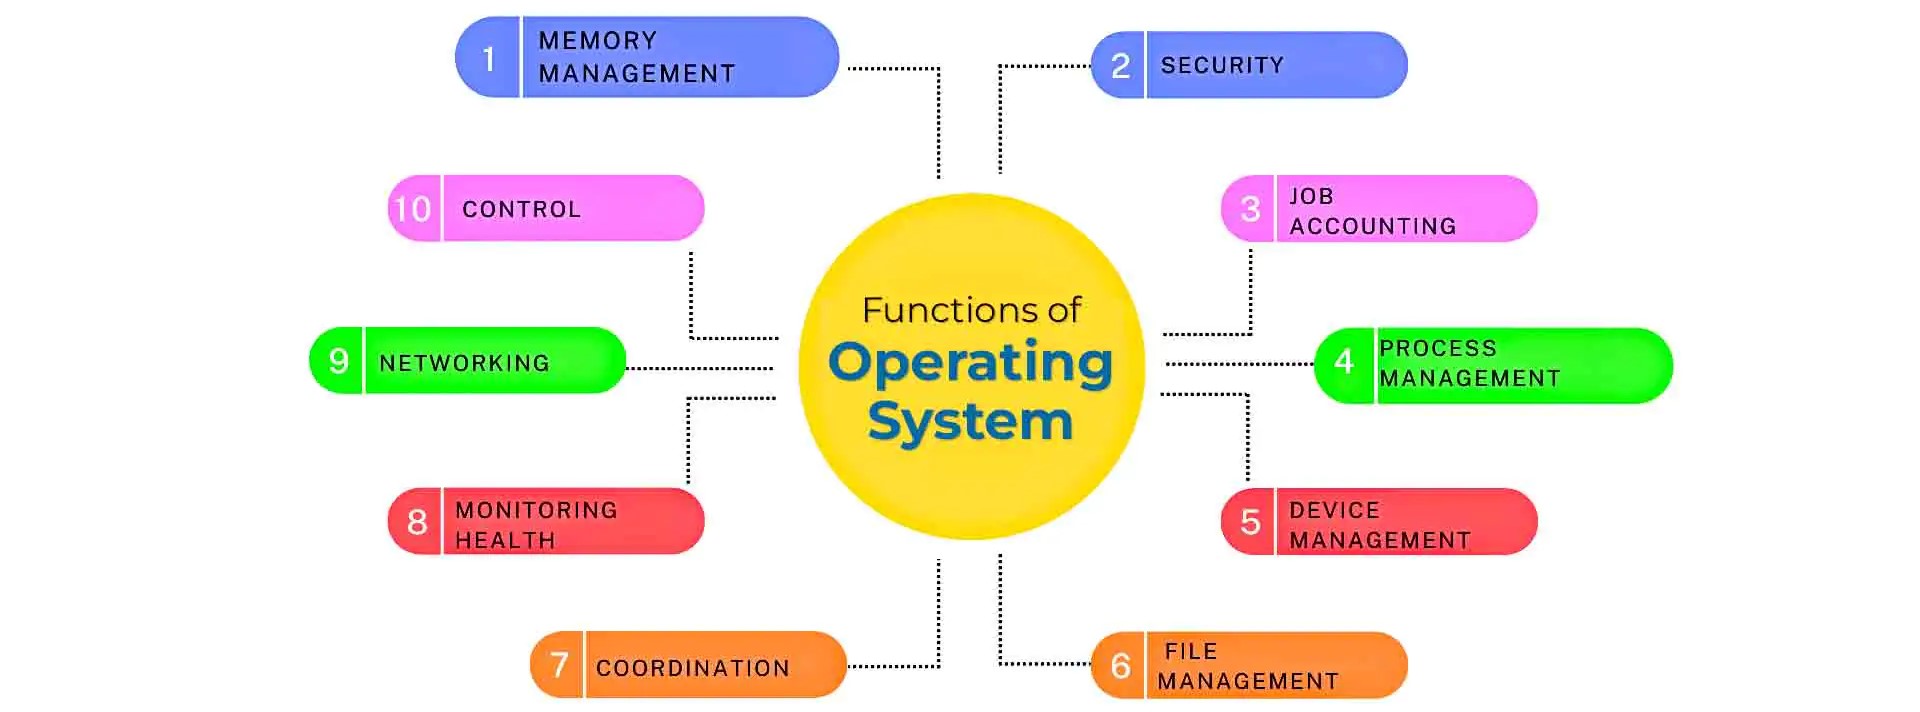 Functions of
Operating
System
1
MEMORY
MANAGEMENT
2
SECURITY
3
JOB
ACCOUNTING
4
PROCESS
MANAGEMENT
5
DEVICE
MANAGEMENT
6
FILE
MANAGEMENT
7
COORDINATION
8
MONITORING
HEALTH
9
NETWORKING
10
CONTROL